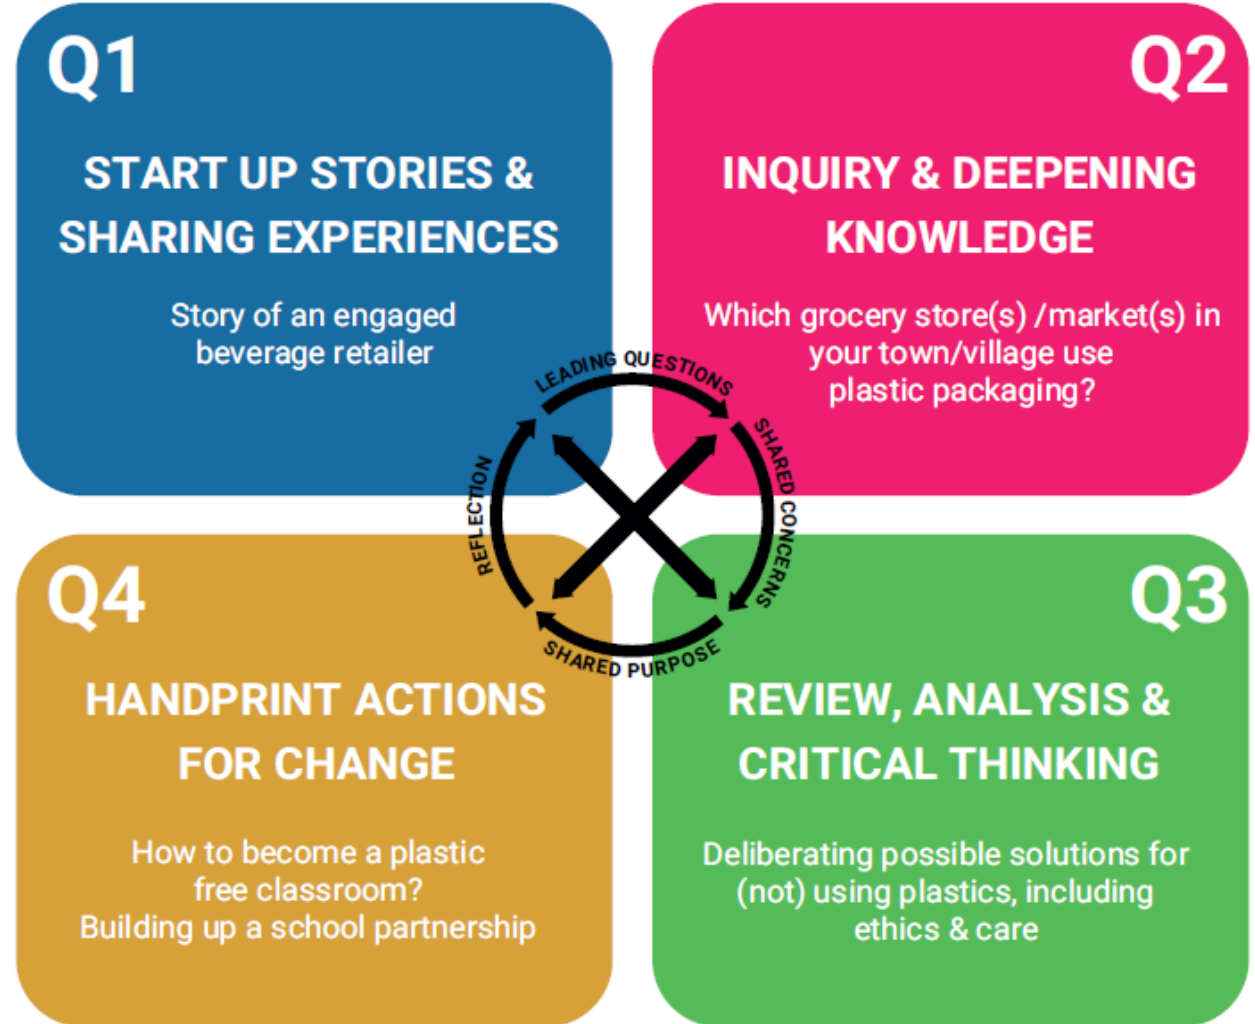 Q1
START UP STORIES &
SHARING EXPERIENCES
Story of an engaged
beverage retailer
Q2
INQUIRY & DEEPENING
KNOWLEDGE
Which grocery store(s) /market(s) in
your town/village use
plastic packaging?
LEADING QUESTIONS
SHARED CONCERNS
SHARED PURPOSE
REFLECTION
Q4
HANDPRINT ACTIONS
FOR CHANGE
How to become a plastic
free classroom?
Building up a school partnership
Q3
REVIEW, ANALYSIS &
CRITICAL THINKING
Deliberating possible solutions for
(not) using plastics, including
ethics & care